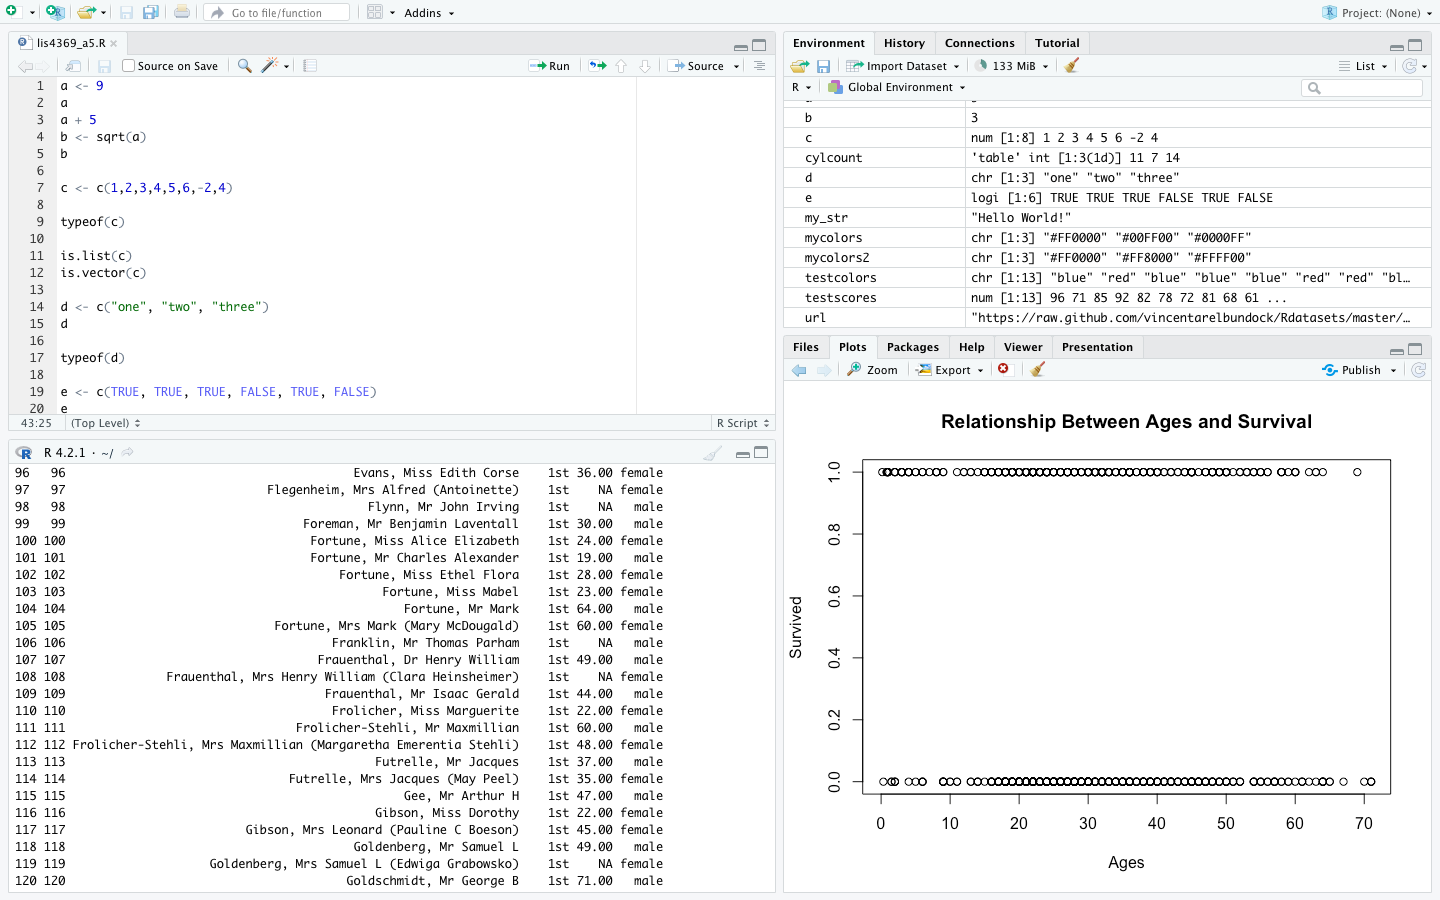 Go to file/function
Addins
Project: (None)
lis4369_a5.R
Source on Save
Run
Source
1 a <- 9
2 a
3 a + 5
4 b <- sqrt(a)
5 b
6
7 c <- c(1,2,3,4,5,6,-2,4)
8
9 typeof(c)
10
11 is.list(c)
12 is.vector(c)
13
14 d <- c("one", "two", "three")
15 d
16
17 typeof(d)
18
19 e <- c(TRUE, TRUE, TRUE, FALSE, TRUE, FALSE)
20 e
43:25 (Top Level) R Script
R 4.2.1 · ~/
96 96 Evans, Miss Edith Corse 1st 36.00 female
97 97 Flegenheim, Mrs Alfred (Antoinette) 1st NA female
98 98 Flynn, Mr John Irving 1st NA male
99 99 Foreman, Mr Benjamin Laventall 1st 30.00 male
100 100 Fortune, Miss Alice Elizabeth 1st 24.00 female
101 101 Fortune, Mr Charles Alexander 1st 19.00 male
102 102 Fortune, Miss Ethel Flora 1st 28.00 female
103 103 Fortune, Miss Mabel 1st 23.00 female
104 104 Fortune, Mr Mark 1st 64.00 male
105 105 Fortune, Mrs Mark (Mary McDougald) 1st 60.00 female
106 106 Franklin, Mr Thomas Parham 1st NA male
107 107 Frauenthal, Dr Henry William 1st 49.00 male
108 108 Frauenthal, Mrs Henry William (Clara Heinsheimer) 1st NA female
109 109 Frauenthal, Mr Isaac Gerald 1st 44.00 male
110 110 Frolicher, Miss Marguerite 1st 22.00 female
111 111 Frolicher-Stehli, Mr Maxmillian 1st 60.00 male
112 112 Frolicher-Stehli, Mrs Maxmillian (Margaretha Emerentia Stehli) 1st 48.00 female
113 113 Futrelle, Mr Jacques 1st 37.00 male
114 114 Futrelle, Mrs Jacques (May Peel) 1st 35.00 female
115 115 Gee, Mr Arthur H 1st 47.00 male
116 116 Gibson, Miss Dorothy 1st 22.00 female
117 117 Gibson, Mrs Leonard (Pauline C Boeson) 1st 45.00 female
118 118 Goldenberg, Mr Samuel L 1st 49.00 male
119 119 Goldenberg, Mrs Samuel L (Edwiga Grabowsko) 1st NA female
120 120 Goldschmidt, Mr George B 1st 71.00 male
Environment History Connections Tutorial
Import Dataset 133 MiB List
R Global Environment
b 3
c num [1:8] 1 2 3 4 5 6 -2 4
cylcount 'table' int [1:3(1d)] 11 7 14
d chr [1:3] "one" "two" "three"
e logi [1:6] TRUE TRUE TRUE FALSE TRUE FALSE
my_str "Hello World!"
mycolors chr [1:3] "#FF0000" "#00FF00" "#0000FF"
mycolors2 chr [1:3] "#FF0000" "#FF8000" "#FFFF00"
testcolors chr [1:13] "blue" "red" "blue" "blue" "blue" "red" "red" "bl…
testscores num [1:13] 96 71 85 92 82 78 72 81 68 61 ...
url "https://raw.github.com/vincentarelbundock/Rdatasets/master/…
Files Plots Packages Help Viewer Presentation
Zoom Export Publish
Relationship Between Ages and Survival
Survived
1.0
0.8
0.6
0.4
0.2
0.0
0 10 20 30 40 50 60 70
Ages